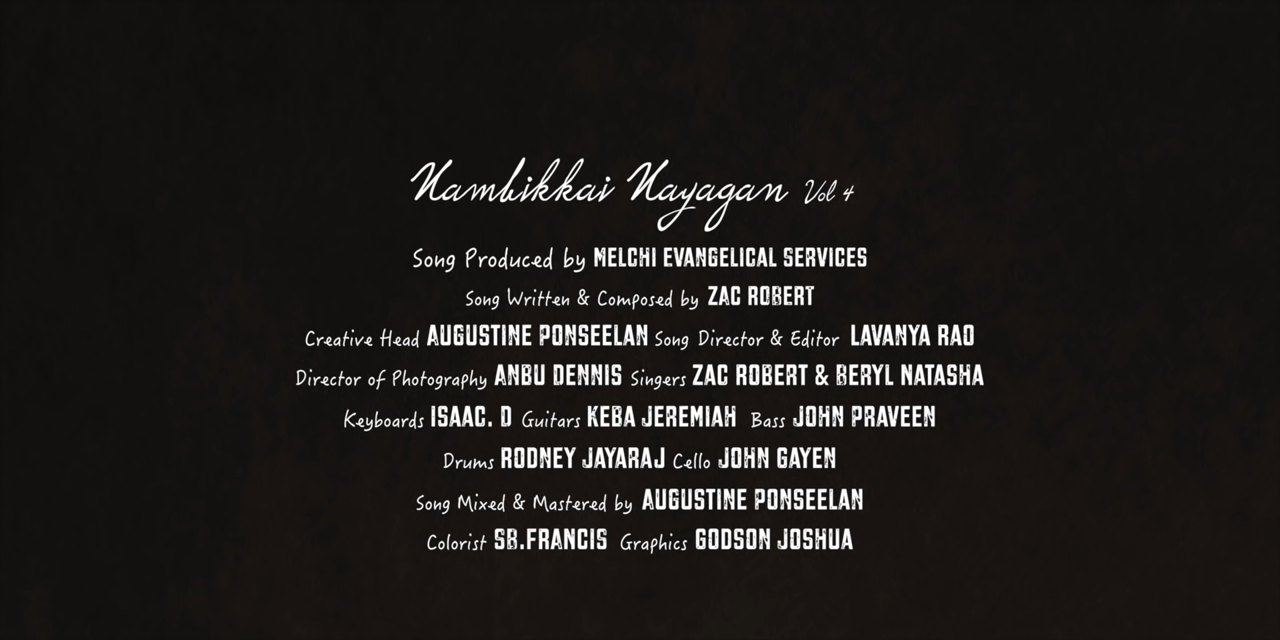 Nambikkai Nayagan Vol 4
Song Produced by MELCHI EVANGELICAL SERVICES
Song Written & Composed by ZAC ROBERT
Creative Head AUGUSTINE PONSEELAN Song Director & Editor LAVANYA RAO
Director of Photography ANBU DENNIS Singers ZAC ROBERT & BERYL NATASHA
Keyboards ISAAC. D Guitars KEBA JEREMIAH Bass JOHN PRAVEEN
Drums RODNEY JAYARAJ Cello JOHN GAYEN
Song Mixed & Mastered by AUGUSTINE PONSEELAN
Colorist SB.FRANCIS Graphics GODSON JOSHUA